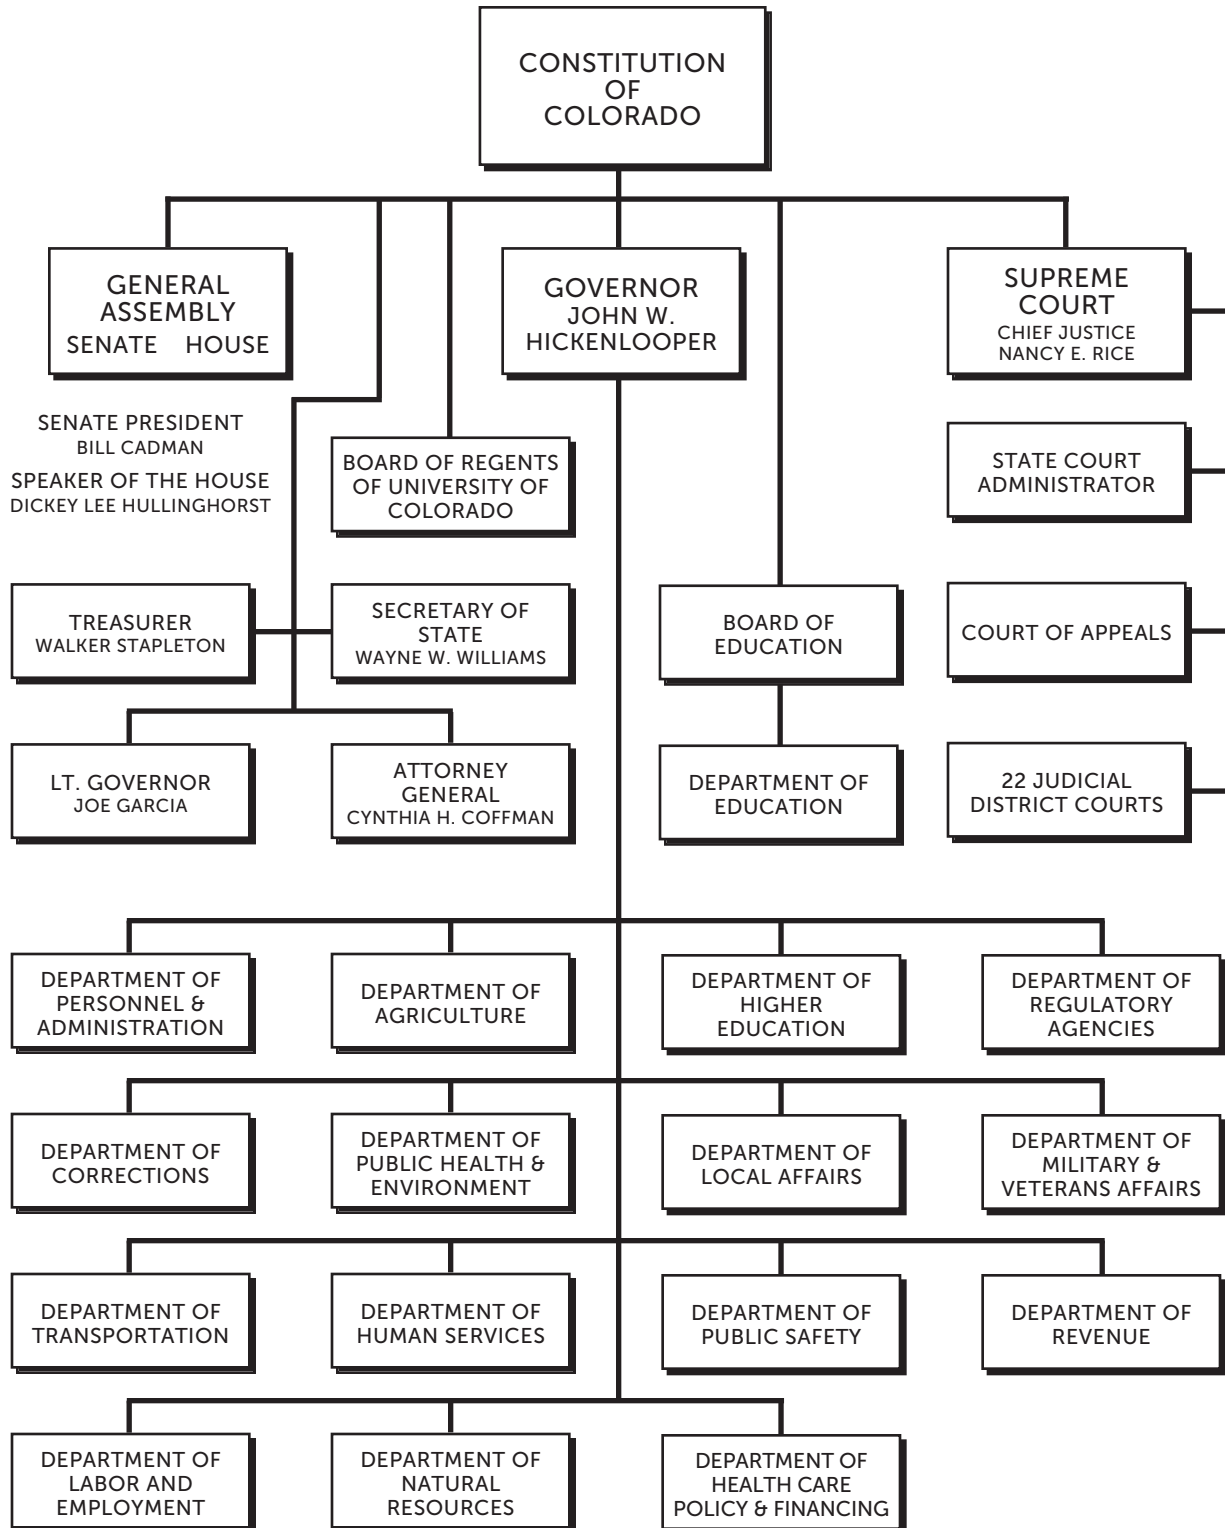 CONSTITUTION
OF
COLORADO
GENERAL
ASSEMBLY
SENATE HOUSE
GOVERNOR
JOHN W.
HICKENLOOPER
SUPREME
COURT
CHIEF JUSTICE
NANCY E. RICE
SENATE PRESIDENT
BILL CADMAN
SPEAKER OF THE HOUSE
DICKEY LEE HULLINGHORST
BOARD OF REGENTS
OF UNIVERSITY OF
COLORADO
STATE COURT
ADMINISTRATOR
TREASURER
WALKER STAPLETON
SECRETARY OF
STATE
WAYNE W. WILLIAMS
BOARD OF
EDUCATION
COURT OF APPEALS
LT. GOVERNOR
JOE GARCIA
ATTORNEY
GENERAL
CYNTHIA H. COFFMAN
DEPARTMENT OF
EDUCATION
22 JUDICIAL
DISTRICT COURTS
DEPARTMENT OF
PERSONNEL &
ADMINISTRATION
DEPARTMENT OF
AGRICULTURE
DEPARTMENT OF
HIGHER
EDUCATION
DEPARTMENT OF
REGULATORY
AGENCIES
DEPARTMENT OF
CORRECTIONS
DEPARTMENT OF
PUBLIC HEALTH &
ENVIRONMENT
DEPARTMENT OF
LOCAL AFFAIRS
DEPARTMENT OF
MILITARY &
VETERANS AFFAIRS
DEPARTMENT OF
TRANSPORTATION
DEPARTMENT OF
HUMAN SERVICES
DEPARTMENT OF
PUBLIC SAFETY
DEPARTMENT OF
REVENUE
DEPARTMENT OF
LABOR AND
EMPLOYMENT
DEPARTMENT OF
NATURAL
RESOURCES
DEPARTMENT OF
HEALTH CARE
POLICY & FINANCING